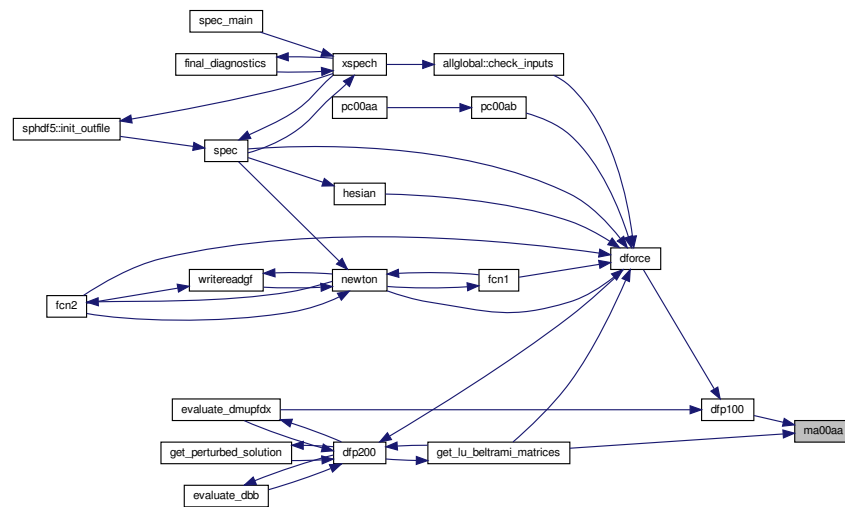 spec_main
final_diagnostics
xspech
allglobal::check_inputs
pc00aa
pc00ab
sphdf5::init_outfile
spec
hesian
dforce
writereadgf
newton
fcn1
fcn2
evaluate_dmupfdx
dfp100
ma00aa
get_perturbed_solution
dfp200
get_lu_beltrami_matrices
evaluate_dbb